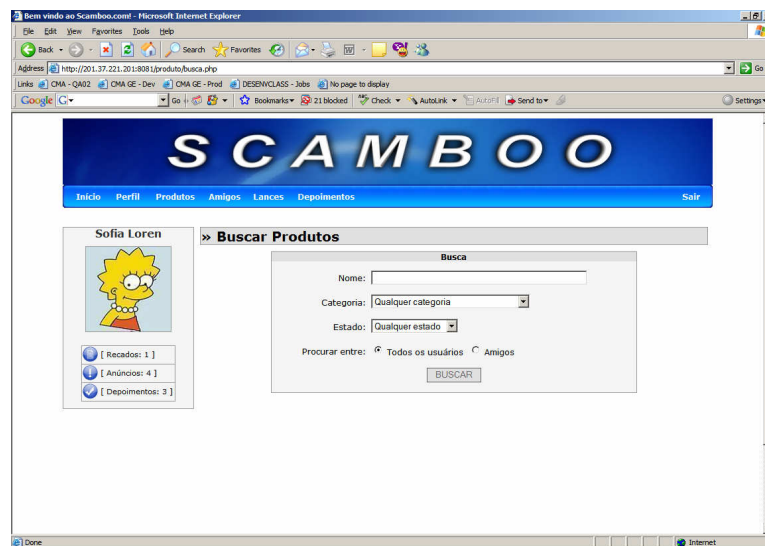 Bem vindo ao Scamboo.com! - Microsoft Internet Explorer
File Edit View Favorites Tools Help
Back Search Favorites
Address http://201.37.221.201:8081/produto/busca.php Go
Links CMA - QA02 CMA GE - Dev CMA GE - Prod DESENVCLASS - Jobs No page to display
Google G Go Bookmarks 21 blocked Check AutoLink AutoFill Send to Settings
SCAMBOO
Início Perfil Produtos Amigos Lances Depoimentos Sair
Sofia Loren
» Buscar Produtos
Busca
Nome:
Categoria: Qualquer categoria
Estado: Qualquer estado
Procurar entre: Todos os usuários Amigos
BUSCAR
[ Recados: 1 ]
[ Anúncios: 4 ]
[ Depoimentos: 3 ]
Done Internet